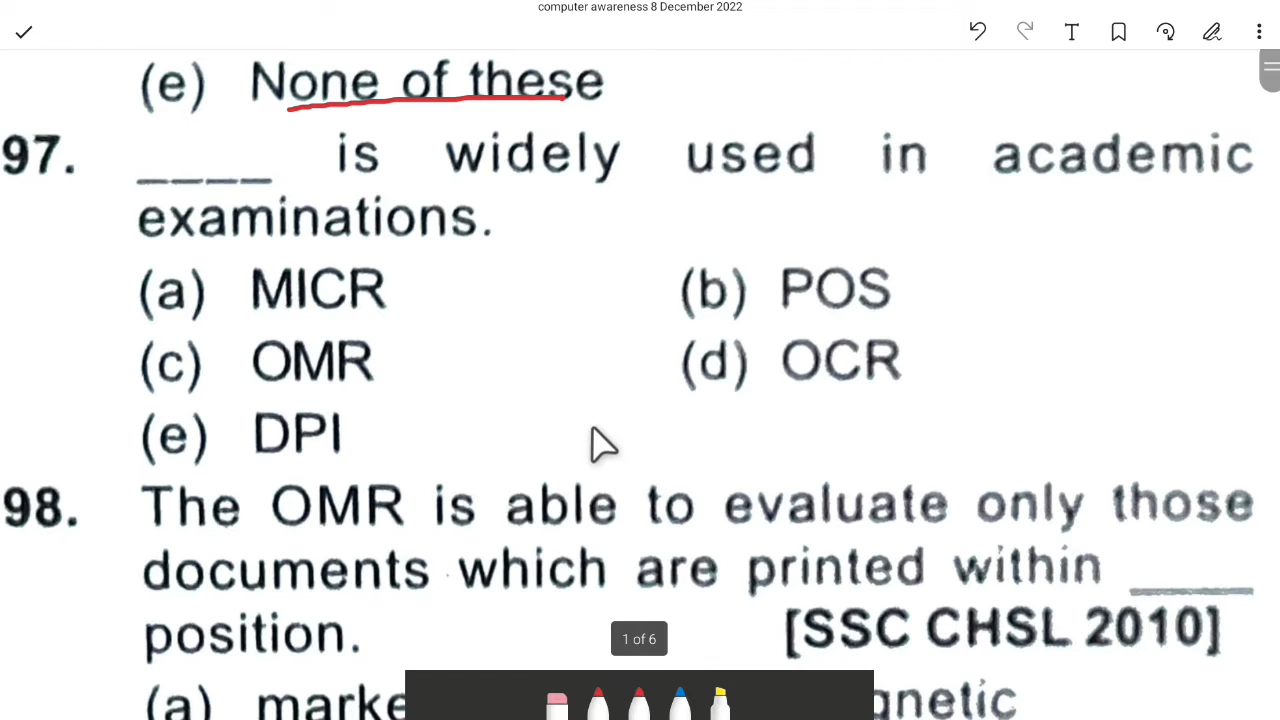 computer awareness 8 December 2022
(e) None of these
97. ____ is widely used in academic
examinations.
(a) MICR (b) POS
(c) OMR (d) OCR
(e) DPI
98. The OMR is able to evaluate only those
documents which are printed within ____
position. [SSC CHSL 2010]
1 of 6
(a)